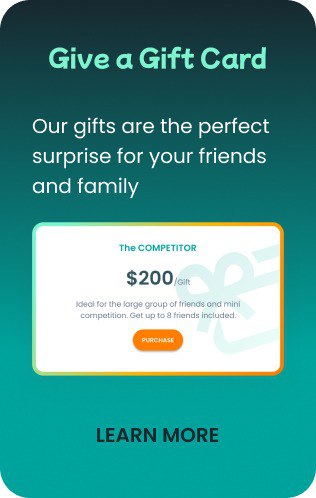 Give a Gift Card
Our gifts are the perfect
surprise for your friends
and family
The COMPETITOR
$200/Gift
Ideal for the large group of friends and mini
competition. Get up to 8 friends included.
PURCHASE
LEARN MORE